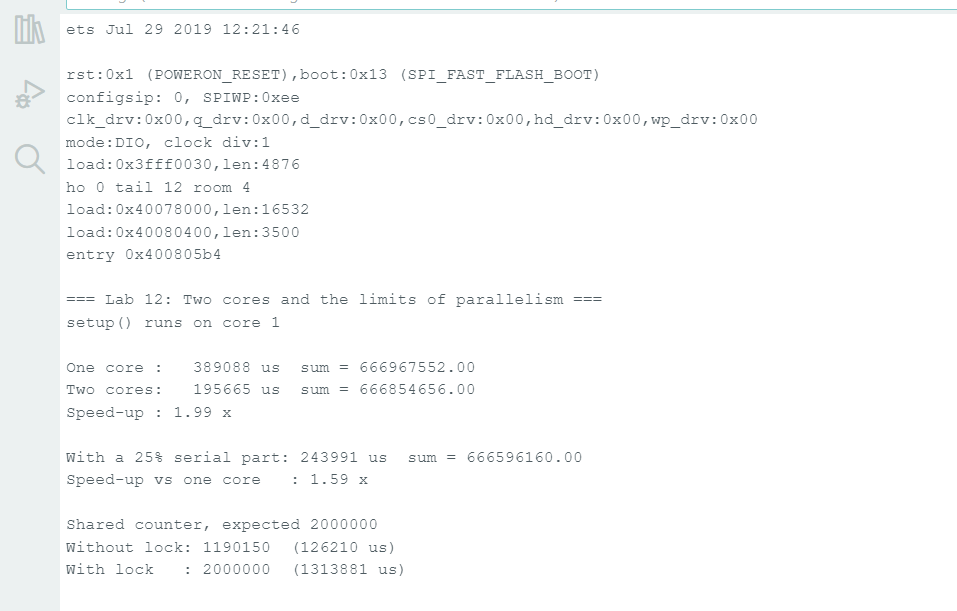 ets Jul 29 2019 12:21:46
rst:0x1 (POWERON_RESET),boot:0x13 (SPI_FAST_FLASH_BOOT)
configsip: 0, SPIWP:0xee
clk_drv:0x00,q_drv:0x00,d_drv:0x00,cs0_drv:0x00,hd_drv:0x00,wp_drv:0x00
mode:DIO, clock div:1
load:0x3fff0030,len:4876
ho 0 tail 12 room 4
load:0x40078000,len:16532
load:0x40080400,len:3500
entry 0x400805b4
=== Lab 12: Two cores and the limits of parallelism ===
setup() runs on core 1
One core :   389088 us  sum = 666967552.00
Two cores:   195665 us  sum = 666854656.00
Speed-up : 1.99 x
With a 25% serial part: 243991 us  sum = 666596160.00
Speed-up vs one core   : 1.59 x
Shared counter, expected 2000000
Without lock: 1190150  (126210 us)
With lock   : 2000000  (1313881 us)